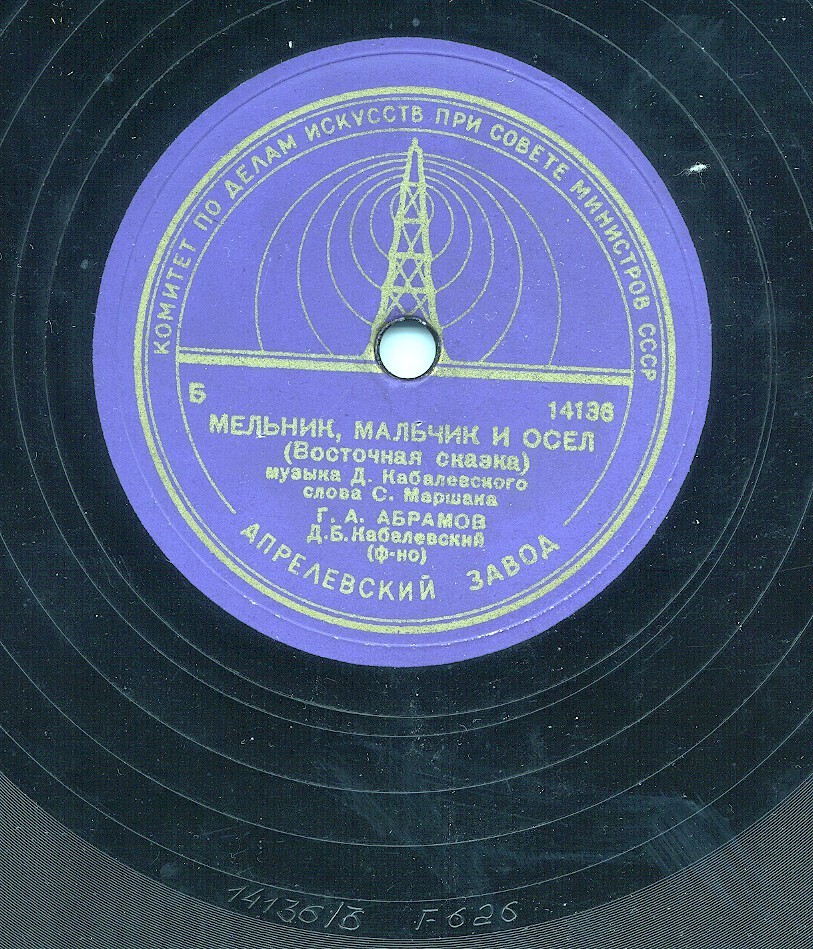 КОМИТЕТ ПО ДЕЛАМ ИСКУССТВ ПРИ СОВЕТЕ МИНИСТРОВ СССР
Б 14136
МЕЛЬНИК, МАЛЬЧИК И ОСЕЛ
(Восточная сказка)
музыка Д. Кабалевского
слова С. Маршака
Г. А. АБРАМОВ
Д.Б.Кабалевский
(ф-но)
АПРЕЛЕВСКИЙ ЗАВОД
14136/б F626